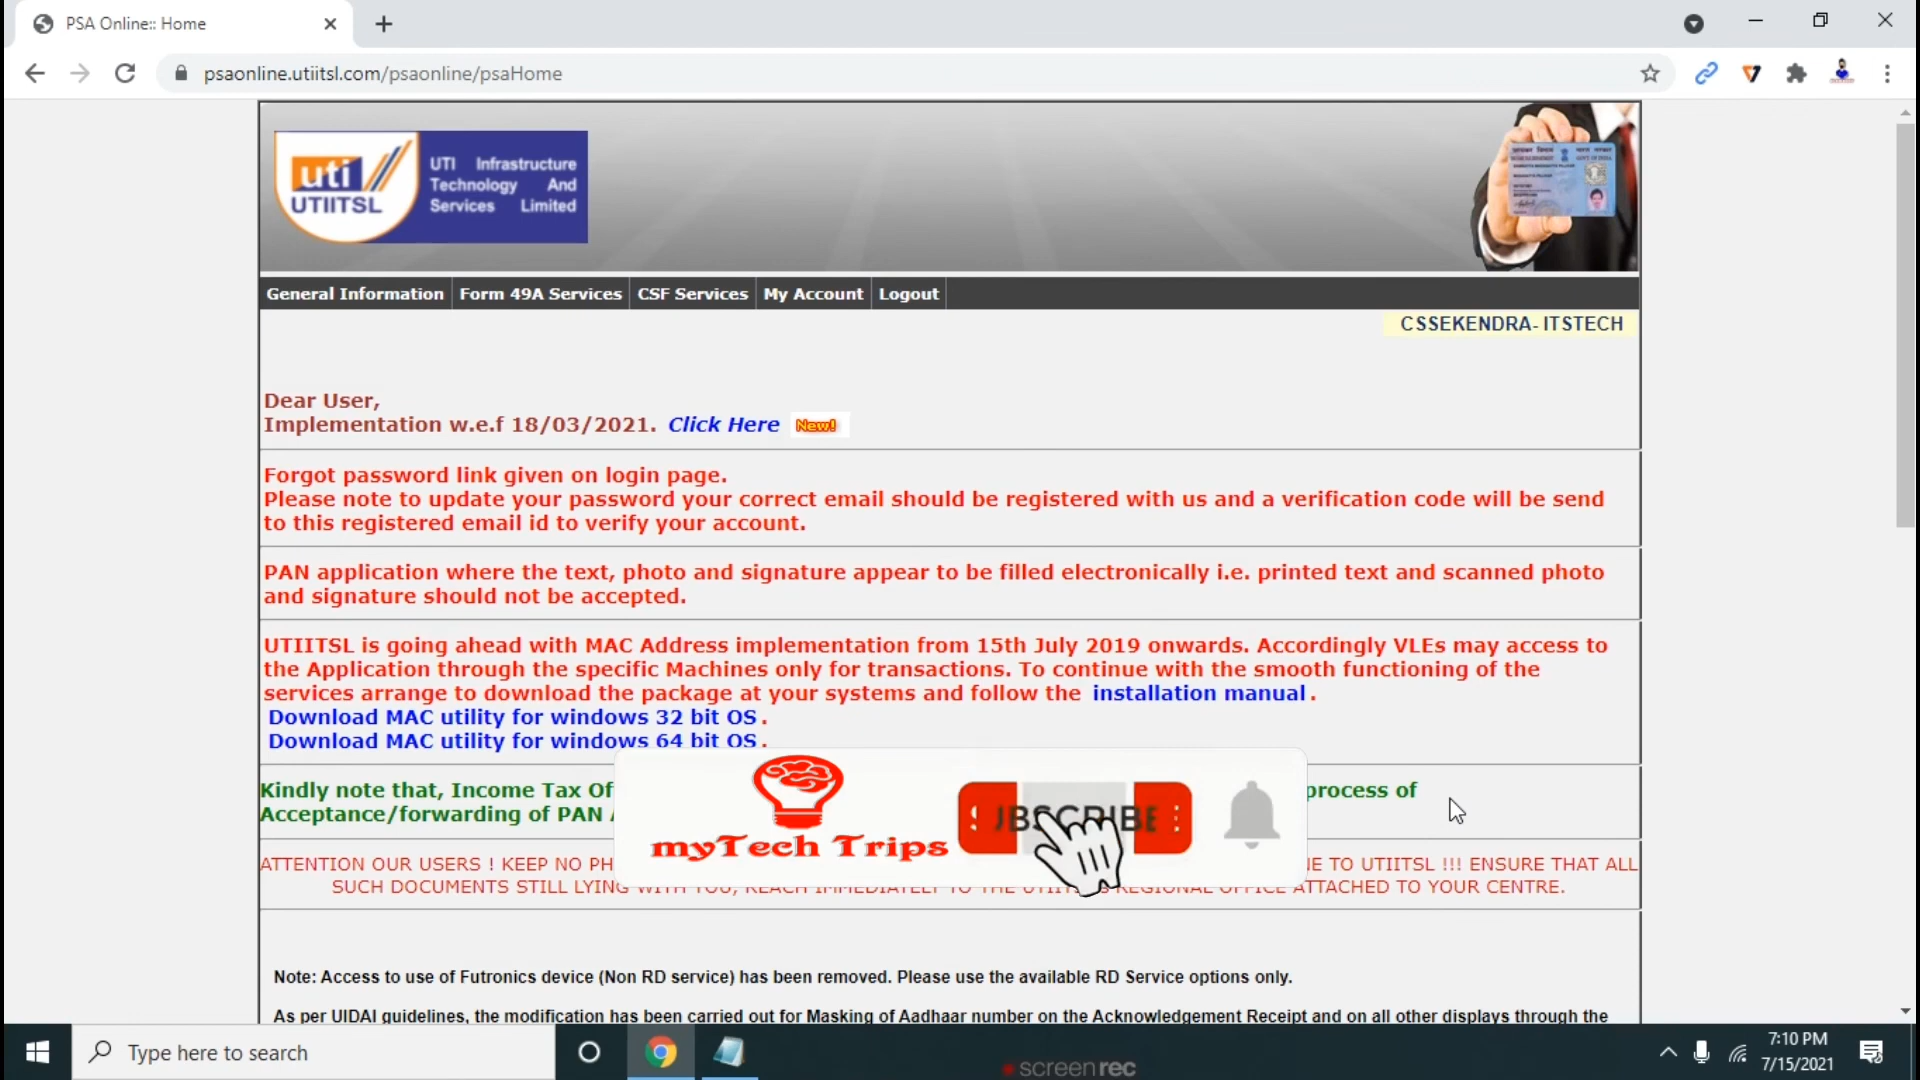 PSA Online:: Home
psaonline.utiitsl.com/psaonline/psaHome
uti
UTIITSL
UTI Infrastructure
Technology And
Services Limited
General Information Form 49A Services CSF Services My Account Logout
CSSEKENDRA- ITSTECH
Dear User,
Implementation w.e.f 18/03/2021. Click Here New!
Forgot password link given on login page.
Please note to update your password your correct email should be registered with us and a verification code will be send
to this registered email id to verify your account.
PAN application where the text, photo and signature appear to be filled electronically i.e. printed text and scanned photo
and signature should not be accepted.
UTIITSL is going ahead with MAC Address implementation from 15th July 2019 onwards. Accordingly VLEs may access to
the Application through the specific Machines only for transactions. To continue with the smooth functioning of the
services arrange to download the package at your systems and follow the installation manual.
Download MAC utility for windows 32 bit OS.
Download MAC utility for windows 64 bit OS.
Kindly note that, Income Tax Of process of
Acceptance/forwarding of PAN
myTech Trips
ATTENTION OUR USERS ! KEEP NO PH E TO UTIITSL !!! ENSURE THAT ALL
SUCH DOCUMENTS STILL LYING WITH YOU, REACH IMMEDIATELY TO THE REGIONAL OFFICE ATTACHED TO YOUR CENTRE.
Note: Access to use of Futronics device (Non RD service) has been removed. Please use the available RD Service options only.
As per UIDAI guidelines, the modification has been carried out for Masking of Aadhaar number on the Acknowledgement Receipt and on all other displays through the
Type here to search
screenrec
7:10 PM
7/15/2021